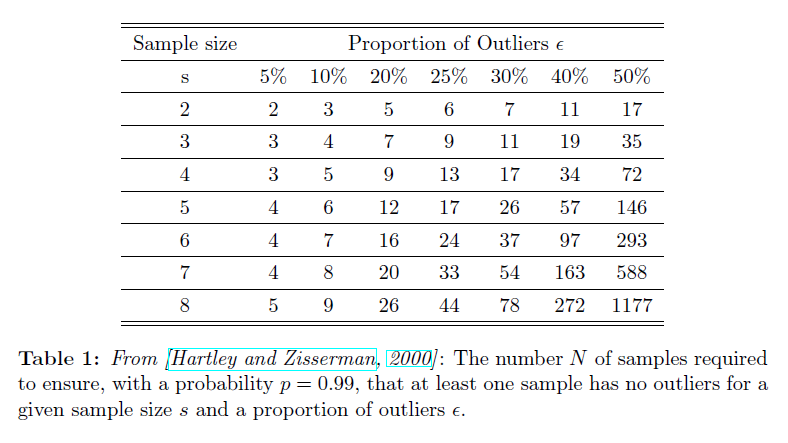 Sample size Proportion of Outliers ϵ
s 5% 10% 20% 25% 30% 40% 50%
2 2 3 5 6 7 11 17
3 3 4 7 9 11 19 35
4 3 5 9 13 17 34 72
5 4 6 12 17 26 57 146
6 4 7 16 24 37 97 293
7 4 8 20 33 54 163 588
8 5 9 26 44 78 272 1177
Table 1: From [Hartley and Zisserman, 2000]: The number N of samples required
to ensure, with a probability p = 0.99, that at least one sample has no outliers for a
given sample size s and a proportion of outliers ϵ.